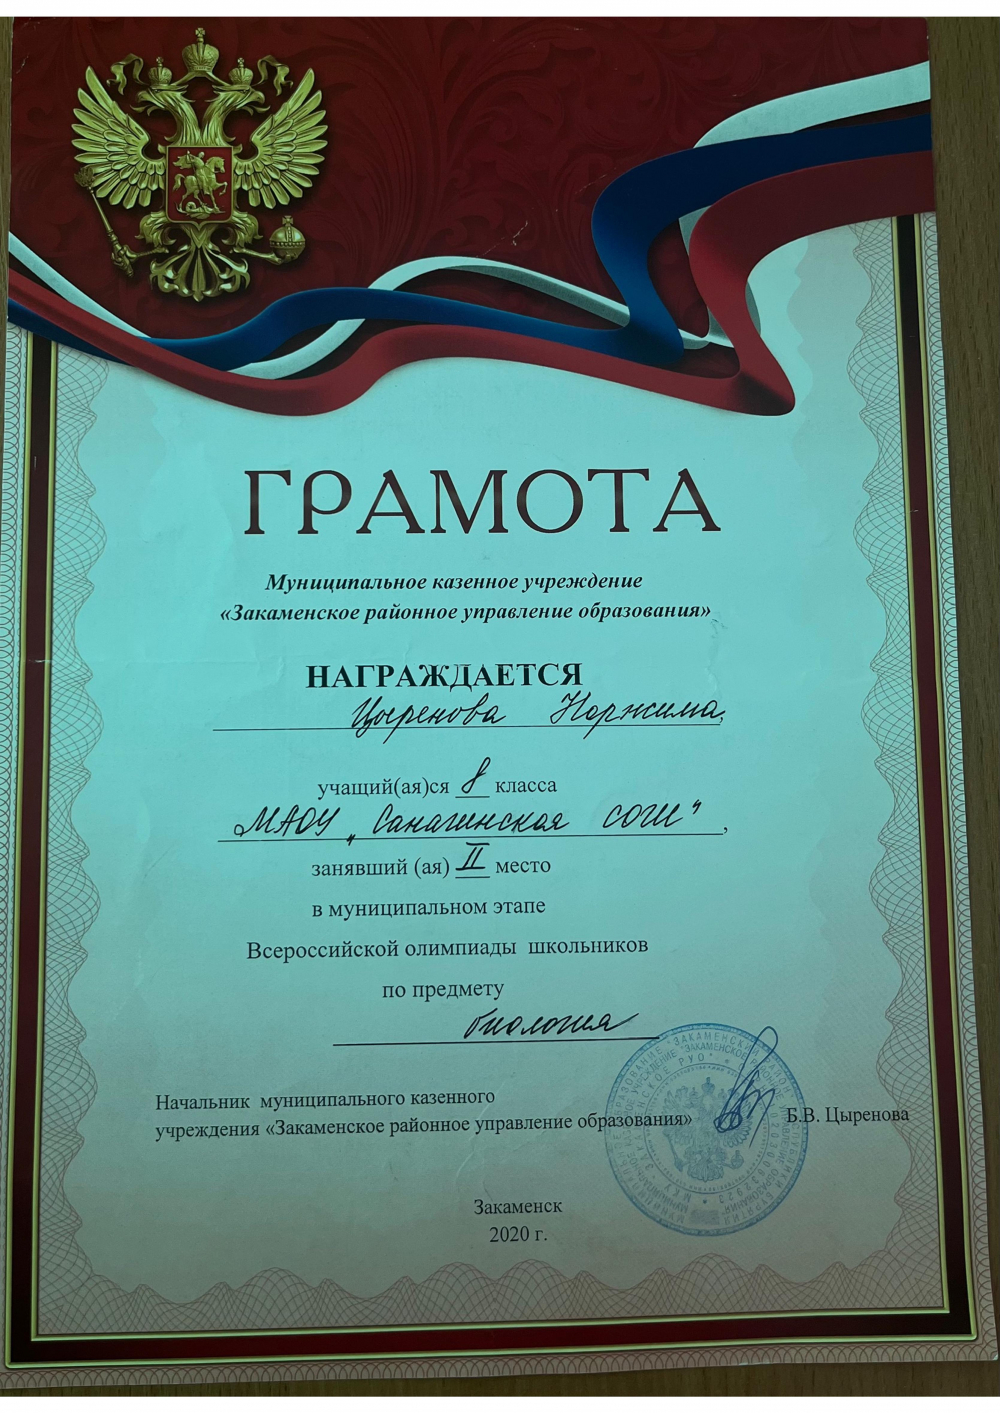 ГРАМОТА
Муниципальное казенное учреждение
«Закаменское районное управление образования»
НАГРАЖДАЕТСЯ
Цыренова Норжима,
учащий(ая)ся 8 класса
МАОУ „Санагинская СОШ",
занявший (ая) II место
в муниципальном этапе
Всероссийской олимпиады школьников
по предмету
биология
Начальник муниципального казенного
учреждения «Закаменское районное управление образования» Б.В. Цыренова
Закаменск
2020 г.